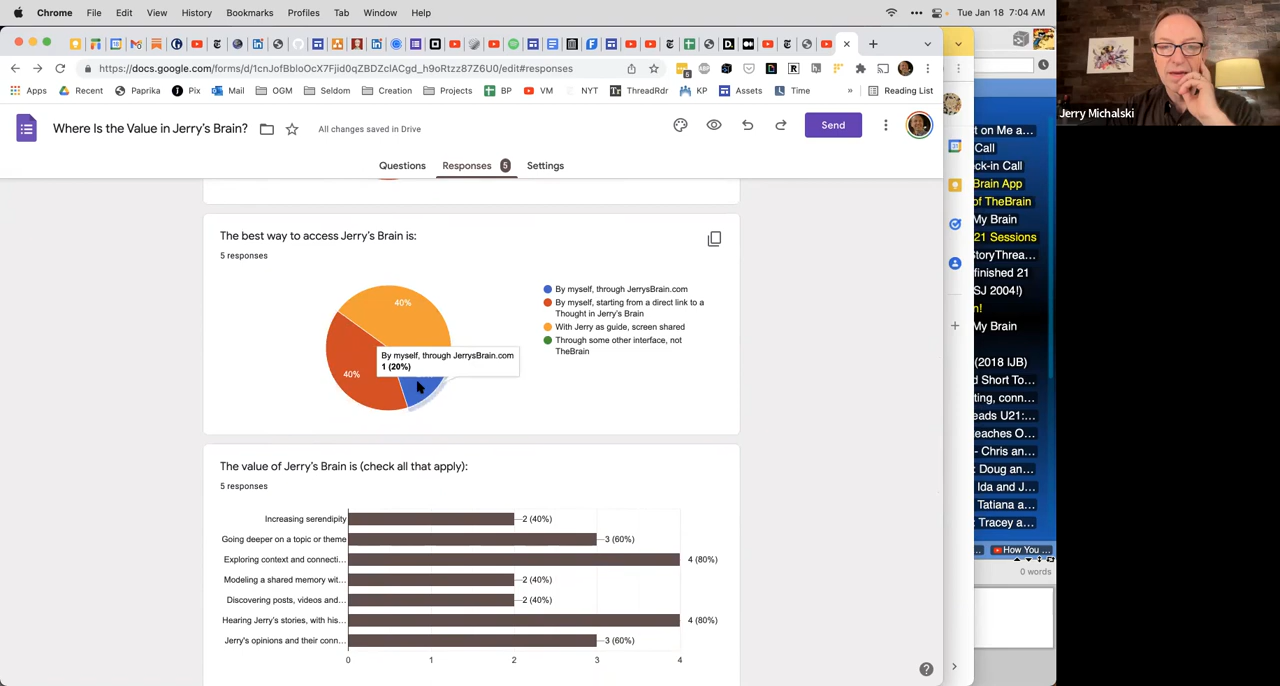 Chrome File Edit View History Bookmarks Profiles Tab Window Help
Tue Jan 18 7:04 AM
https://docs.google.com/forms/d/1cnJofBbloOcX7Fjid0qZBDZclACgd_h9oRtzz87Z6U0/edit#responses
Apps Recent Paprika Pix Mail OGM Seldom Creation Projects BP VM NYT ThreadRdr KP Assets Time » Reading List
Where Is the Value in Jerry's Brain?
All changes saved in Drive
Send
Questions Responses 5 Settings
The best way to access Jerry's Brain is:
5 responses
40%
40%
By myself, through JerrysBrain.com
1 (20%)
By myself, through JerrysBrain.com
By myself, starting from a direct link to a
Thought in Jerry's Brain
With Jerry as guide, screen shared
Through some other interface, not
TheBrain
The value of Jerry's Brain is (check all that apply):
5 responses
Increasing serendipity 2 (40%)
Going deeper on a topic or theme 3 (60%)
Exploring context and connecti... 4 (80%)
Modeling a shared memory wit... 2 (40%)
Discovering posts, videos and... 2 (40%)
Hearing Jerry's stories, with his... 4 (80%)
Jerry's opinions and their conn... 3 (60%)
0 1 2 3 4
t on Me a...
Call
ck-in Call
Brain App
of TheBrain
My Brain
21 Sessions
toryThrea...
finished 21
SJ 2004!)
n!
My Brain
(2018 IJB)
d Short To...
ting, conn...
eads U21:...
eaches O...
- Chris an...
: Doug an...
Ida and J...
Tatiana a...
: Tracey a...
How You ...
0 words
Jerry Michalski